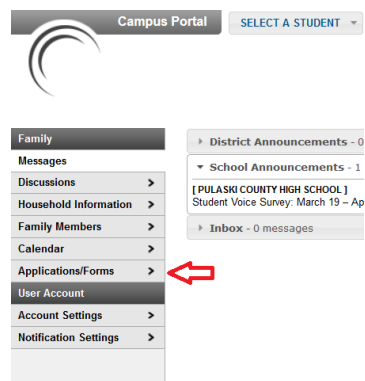 Campus Portal
SELECT A STUDENT
Family
Messages
Discussions
Household Information
Family Members
Calendar
Applications/Forms
User Account
Account Settings
Notification Settings
District Announcements - 0
School Announcements - 1
[ PULASKI COUNTY HIGH SCHOOL ]
Student Voice Survey: March 19 – Ap
Inbox - 0 messages